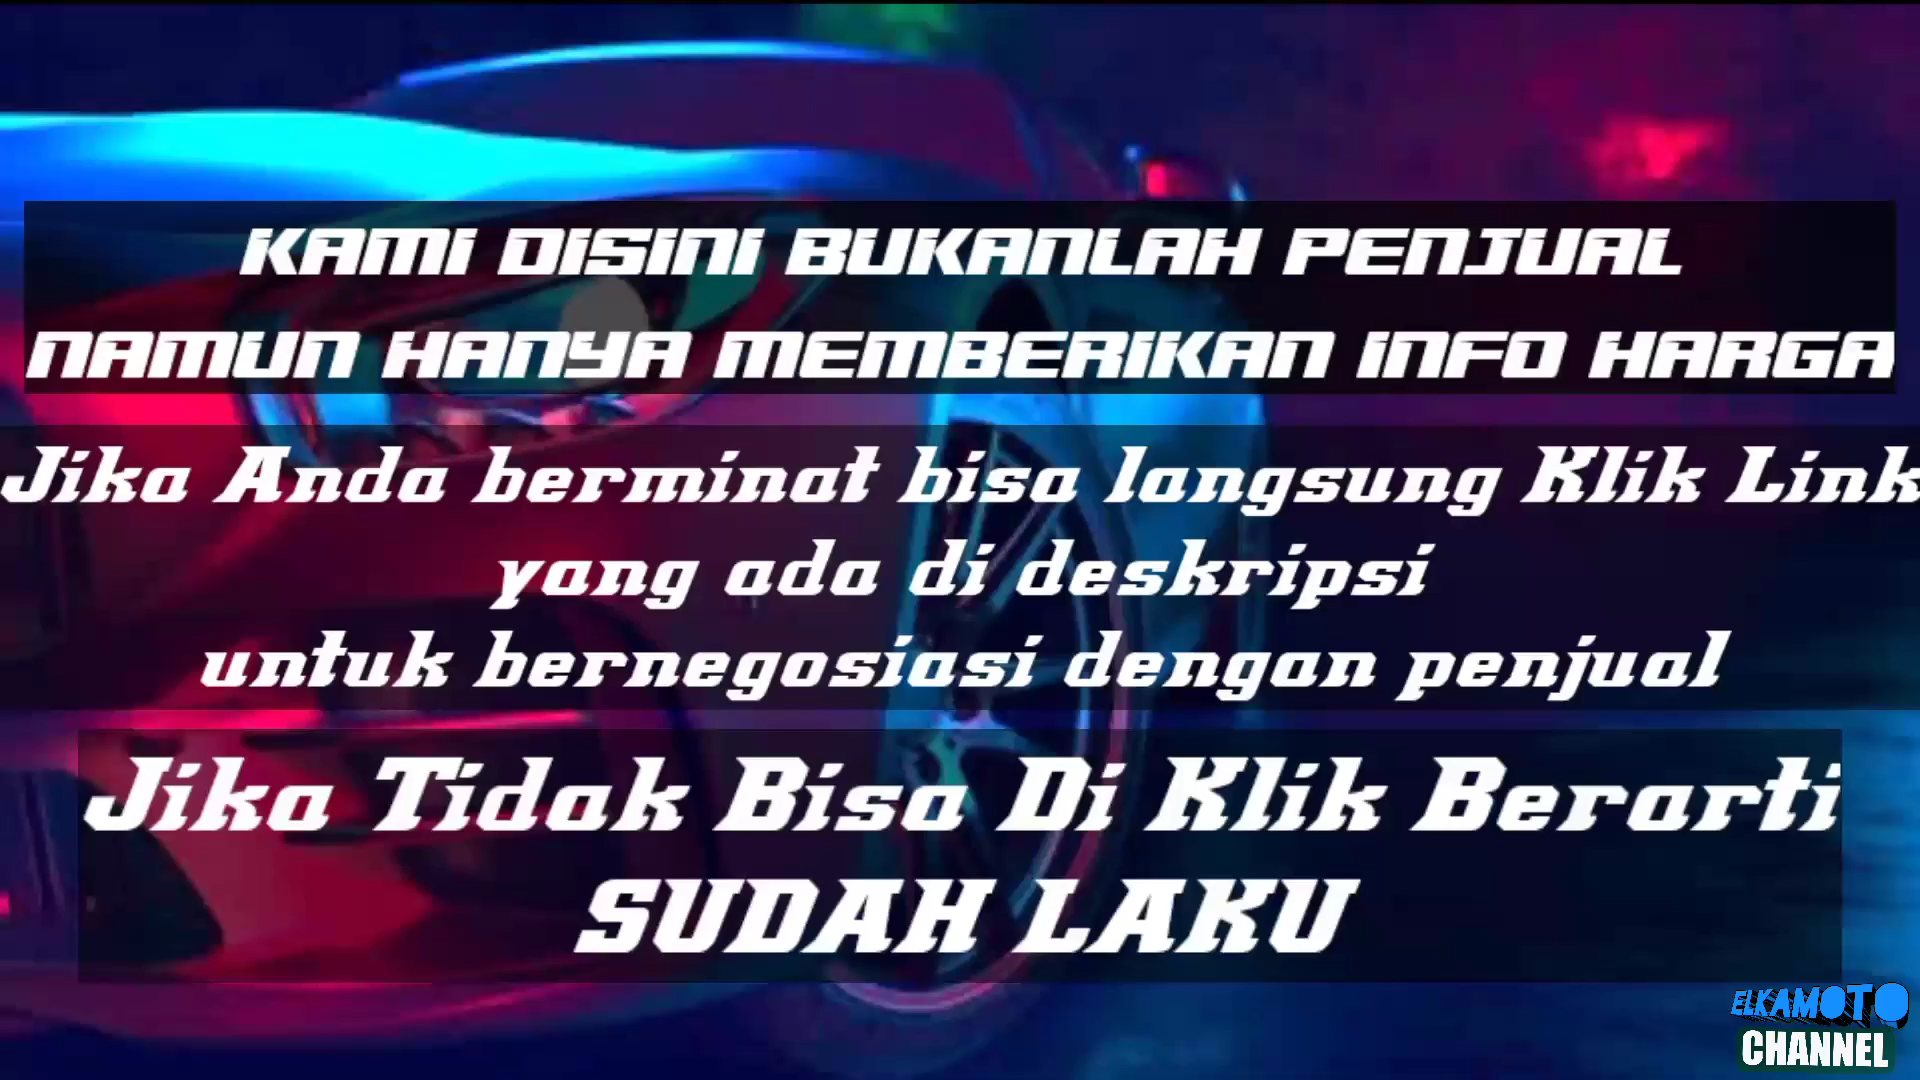 KAMI DISINI BUKANLAH PENJUAL
NAMUN HANYA MEMBERIKAN INFO HARGA
Jika Anda berminat bisa langsung Klik Link
yang ada di deskripsi
untuk bernegosiasi dengan penjual
Jika Tidak Bisa Di Klik Berarti
SUDAH LAKU
ELKAMOTO
CHANNEL